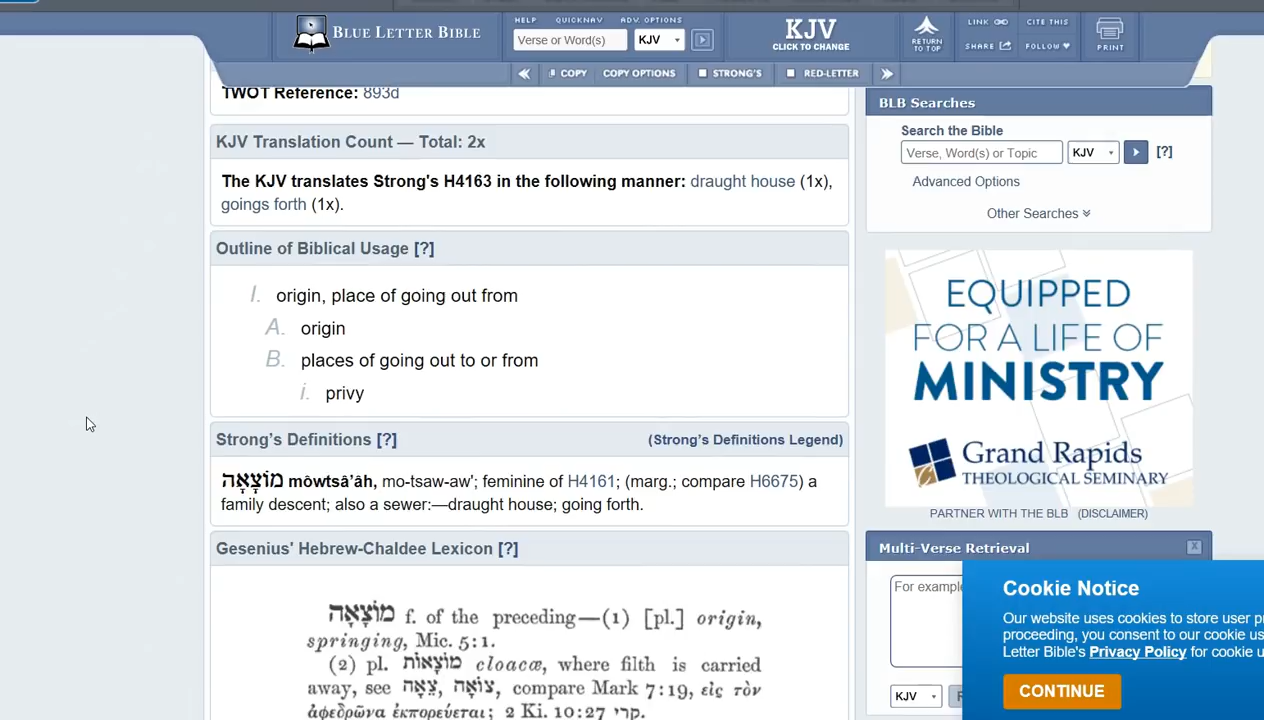 BLUE LETTER BIBLE
HELP QUICKNAV ADV. OPTIONS
Verse or Word(s) KJV
KJV
CLICK TO CHANGE
RETURN
TO TOP
LINK CITE THIS
SHARE FOLLOW
PRINT
COPY COPY OPTIONS STRONG'S RED-LETTER
TWOT Reference: 893d
KJV Translation Count — Total: 2x
The KJV translates Strong's H4163 in the following manner: draught house (1x),
goings forth (1x).
Outline of Biblical Usage [?]
I. origin, place of going out from
A. origin
B. places of going out to or from
i. privy
Strong’s Definitions [?] (Strong’s Definitions Legend)
מוֹצָאָה môwtsâʼâh, mo-tsaw-aw'; feminine of H4161; (marg.; compare H6675) a
family descent; also a sewer:—draught house; going forth.
Gesenius' Hebrew-Chaldee Lexicon [?]
מוֹצָאָה f. of the preceding—(1) [pl.] origin,
springing, Mic. 5:1.
(2) pl. מוֹצָאוֹת cloacæ, where filth is carried
away, see צוֹאָה, צֵאָה, compare Mark 7:19, εἰς τὸν
ἀφεδρῶνα ἐκπορεύεται; 2 Ki. 10:27 קרי.
BLB Searches
Search the Bible
Verse, Word(s) or Topic KJV [?]
Advanced Options
Other Searches
EQUIPPED
FOR A LIFE OF
MINISTRY
Grand Rapids
THEOLOGICAL SEMINARY
PARTNER WITH THE BLB (DISCLAIMER)
Multi-Verse Retrieval X
For example
KJV R
Cookie Notice
Our website uses cookies to store user pr
proceeding, you consent to our cookie us
Letter Bible's Privacy Policy for cookie u
CONTINUE